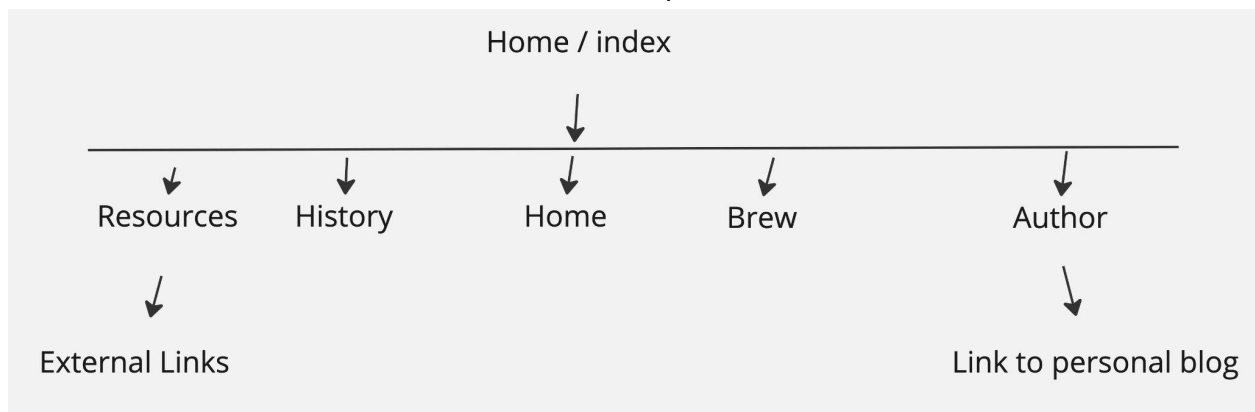 Home / index
Resources History Home Brew Author
External Links Link to personal blog